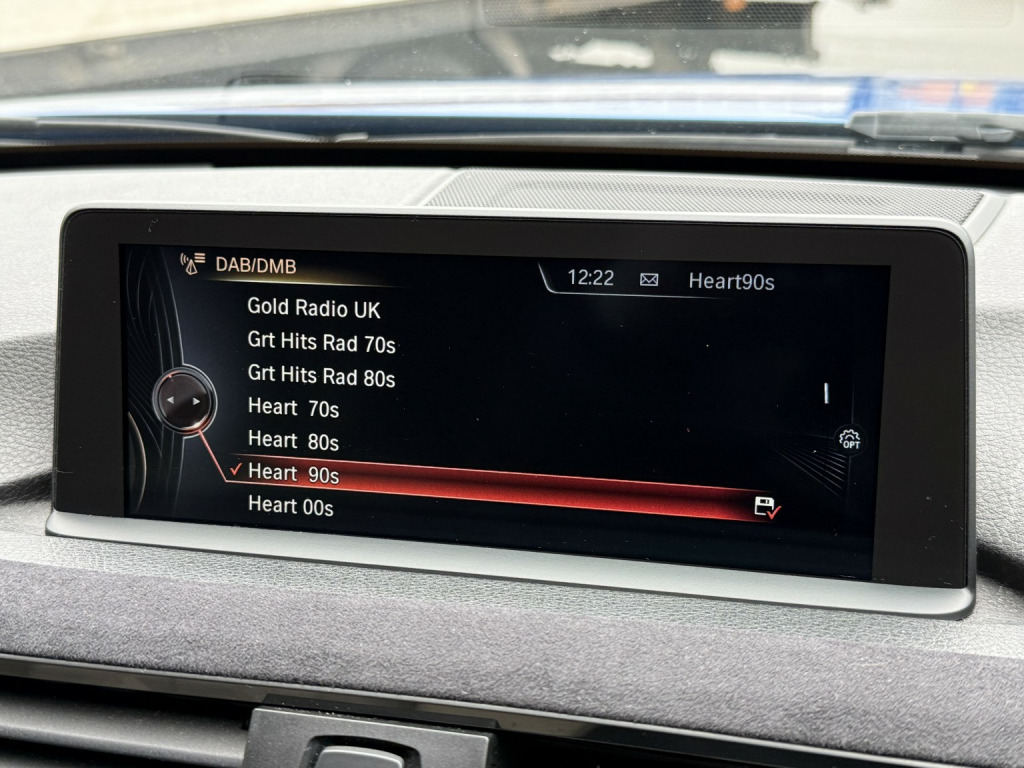 DAB/DMB
12:22
Heart90s
Gold Radio UK
Grt Hits Rad 70s
Grt Hits Rad 80s
Heart  70s
Heart  80s
Heart  90s
Heart 00s
OPT